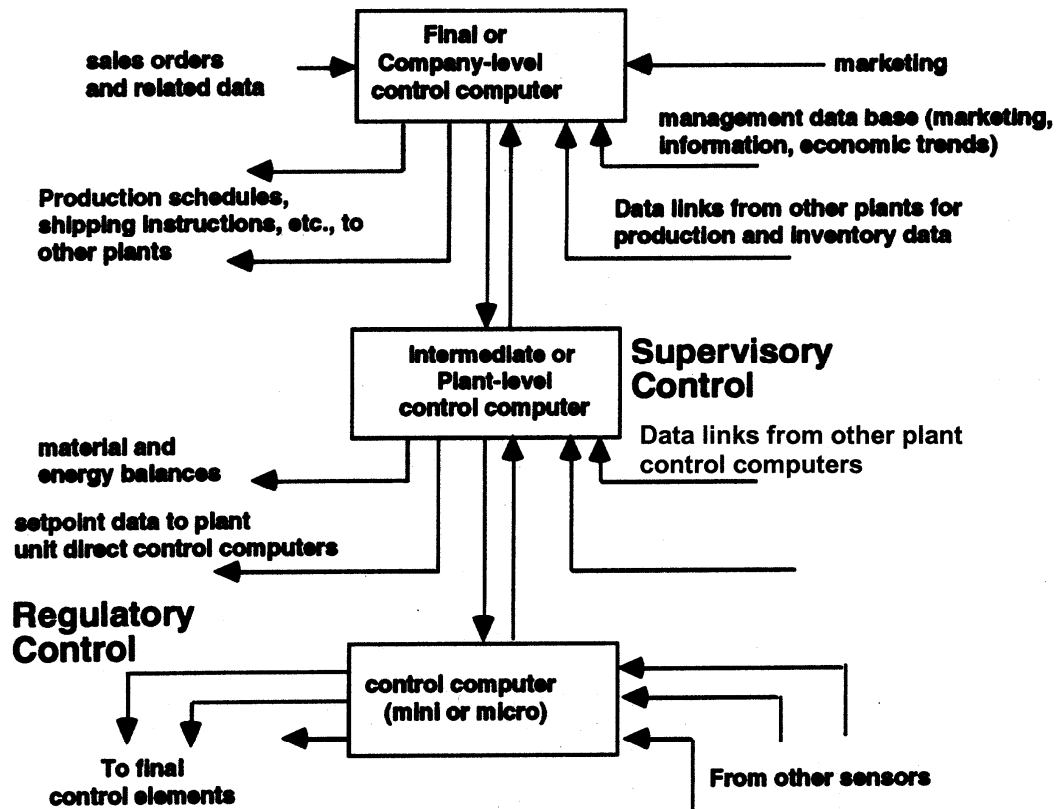 Final or
Company-level
control computer
sales orders
and related data
marketing
management data base (marketing,
information, economic trends)
Production schedules,
shipping instructions, etc., to
other plants
Data links from other plants for
production and inventory data
Intermediate or
Plant-level
control computer
Supervisory
Control
Data links from other plant
control computers
material and
energy balances
setpoint data to plant
unit direct control computers
Regulatory
Control
control computer
(mini or micro)
To final
control elements
From other sensors